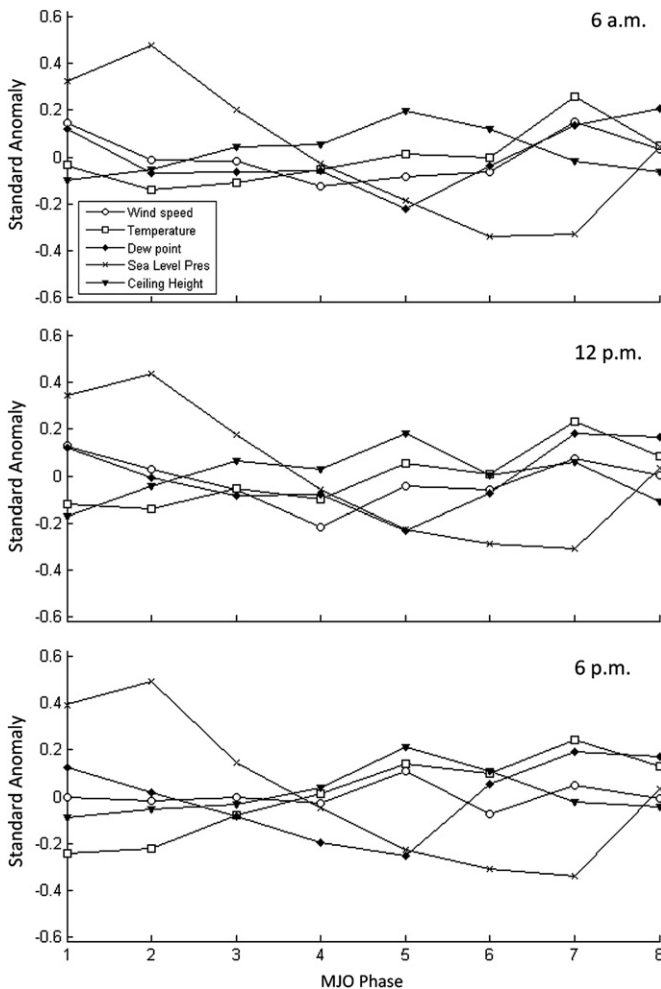 0.6
6 a.m.
0.4
0.2
0
-0.2
-0.4
-0.6
Standard Anomaly
Wind speed
Temperature
Dew point
Sea Level Pres
Ceiling Height
0.6
12 p.m.
0.4
0.2
0
-0.2
-0.4
-0.6
Standard Anomaly
0.6
6 p.m.
0.4
0.2
0
-0.2
-0.4
-0.6
Standard Anomaly
1 2 3 4 5 6 7 8
MJO Phase